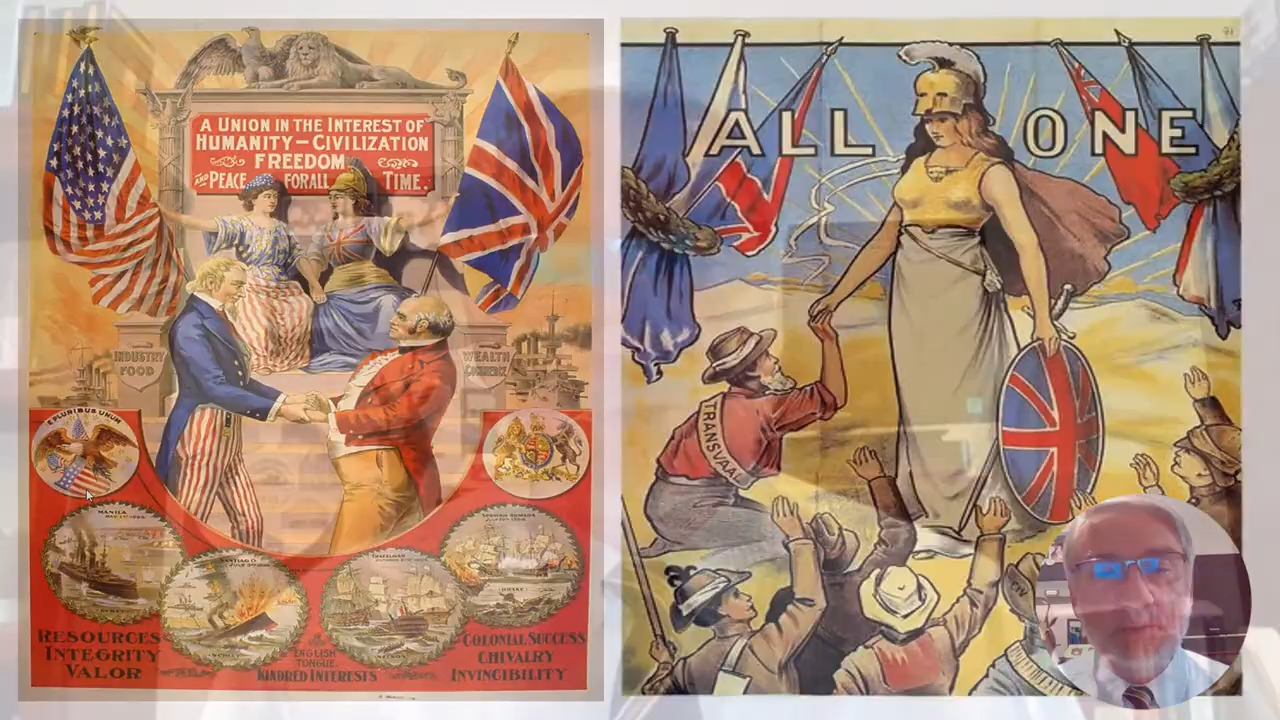 A UNION IN THE INTEREST OF
HUMANITY – CIVILIZATION
FREEDOM
AND PEACE FOR ALL TIME.
INDUSTRY
FOOD
WEALTH
COMMERCE
E PLURIBUS UNUM
MANILA
RESOURCES
INTEGRITY
VALOR
ENGLISH
TONGUE.
KINDRED INTERESTS
COLONIAL SUCCESS
CHIVALRY
INVINCIBILITY
ALL ONE
TRANSVAAL